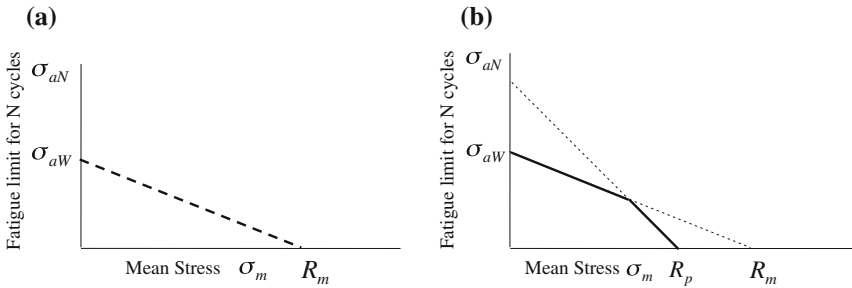 (a)
Fatigue limit for N cycles
σaN
σaW
Mean Stress σm Rm
(b)
Fatigue limit for N cycles
σaN
σaW
Mean Stress σm Rp Rm